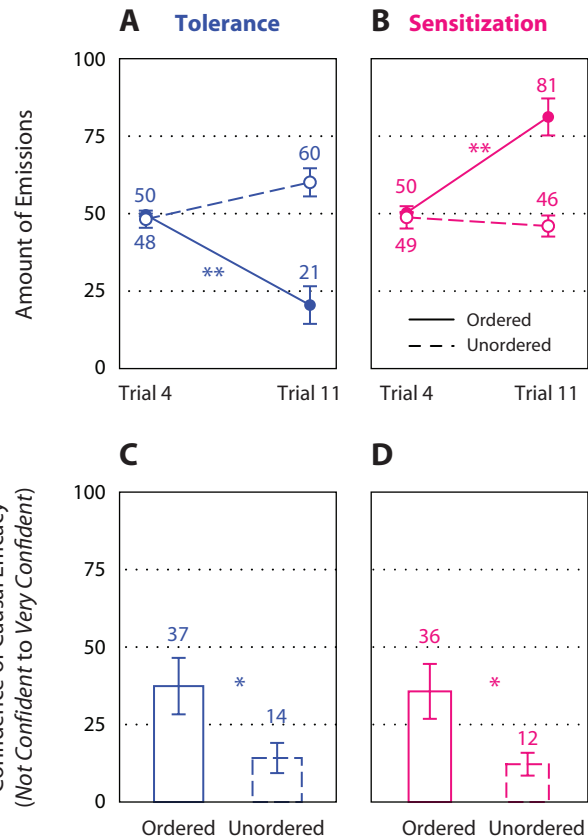 A Tolerance
B Sensitization
Amount of Emissions
100
75
50
25
0
50
48
60
21
**
50
49
81
46
**
Ordered
Unordered
Trial 4 Trial 11
Trial 4 Trial 11
C
D
(Not Confident to Very Confident)
100
75
50
25
0
37
14
*
36
12
*
Ordered Unordered
Ordered Unordered